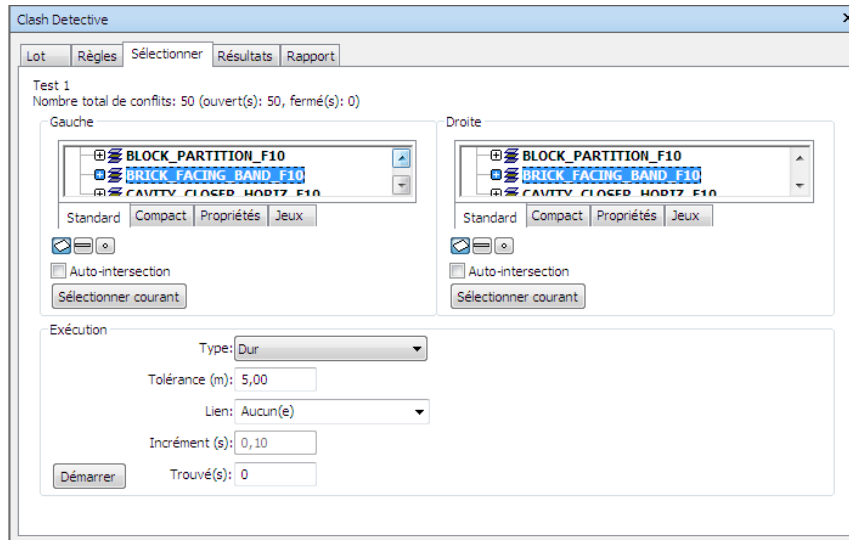 Clash Detective
Lot Règles Sélectionner Résultats Rapport
Test 1
Nombre total de conflits: 50 (ouvert(s): 50, fermé(s): 0)
Gauche
BLOCK_PARTITION_F10
BRICK_FACING_BAND_F10
CAVITY_CLOSER_HORIZ_F10
Standard Compact Propriétés Jeux
Auto-intersection
Sélectionner courant
Droite
BLOCK_PARTITION_F10
BRICK_FACING_BAND_F10
CAVITY_CLOSER_HORIZ_F10
Standard Compact Propriétés Jeux
Auto-intersection
Sélectionner courant
Exécution
Type: Dur
Tolérance (m): 5,00
Lien: Aucun(e)
Incrément (s): 0,10
Démarrer Trouvé(s): 0